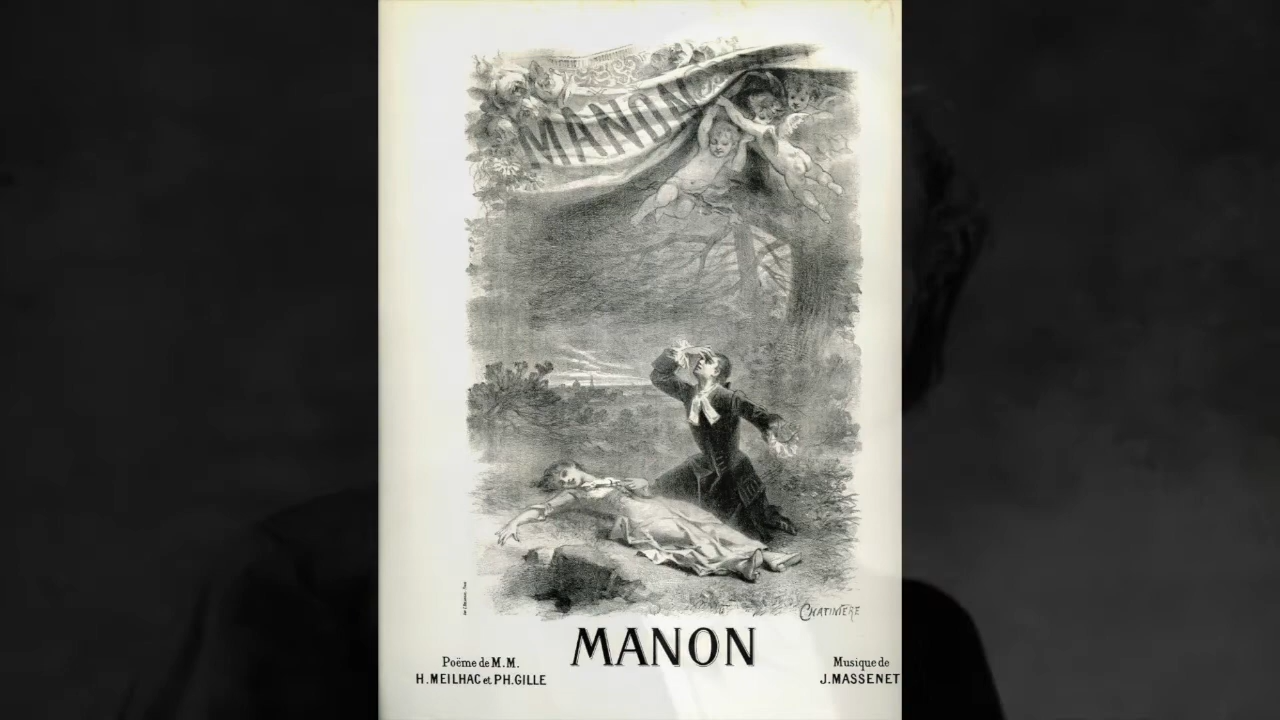 MANON
CHATINIÈRE
MANON
Poëme de M.M.
H. MEILHAC et PH. GILLE
Musique de
J. MASSENET